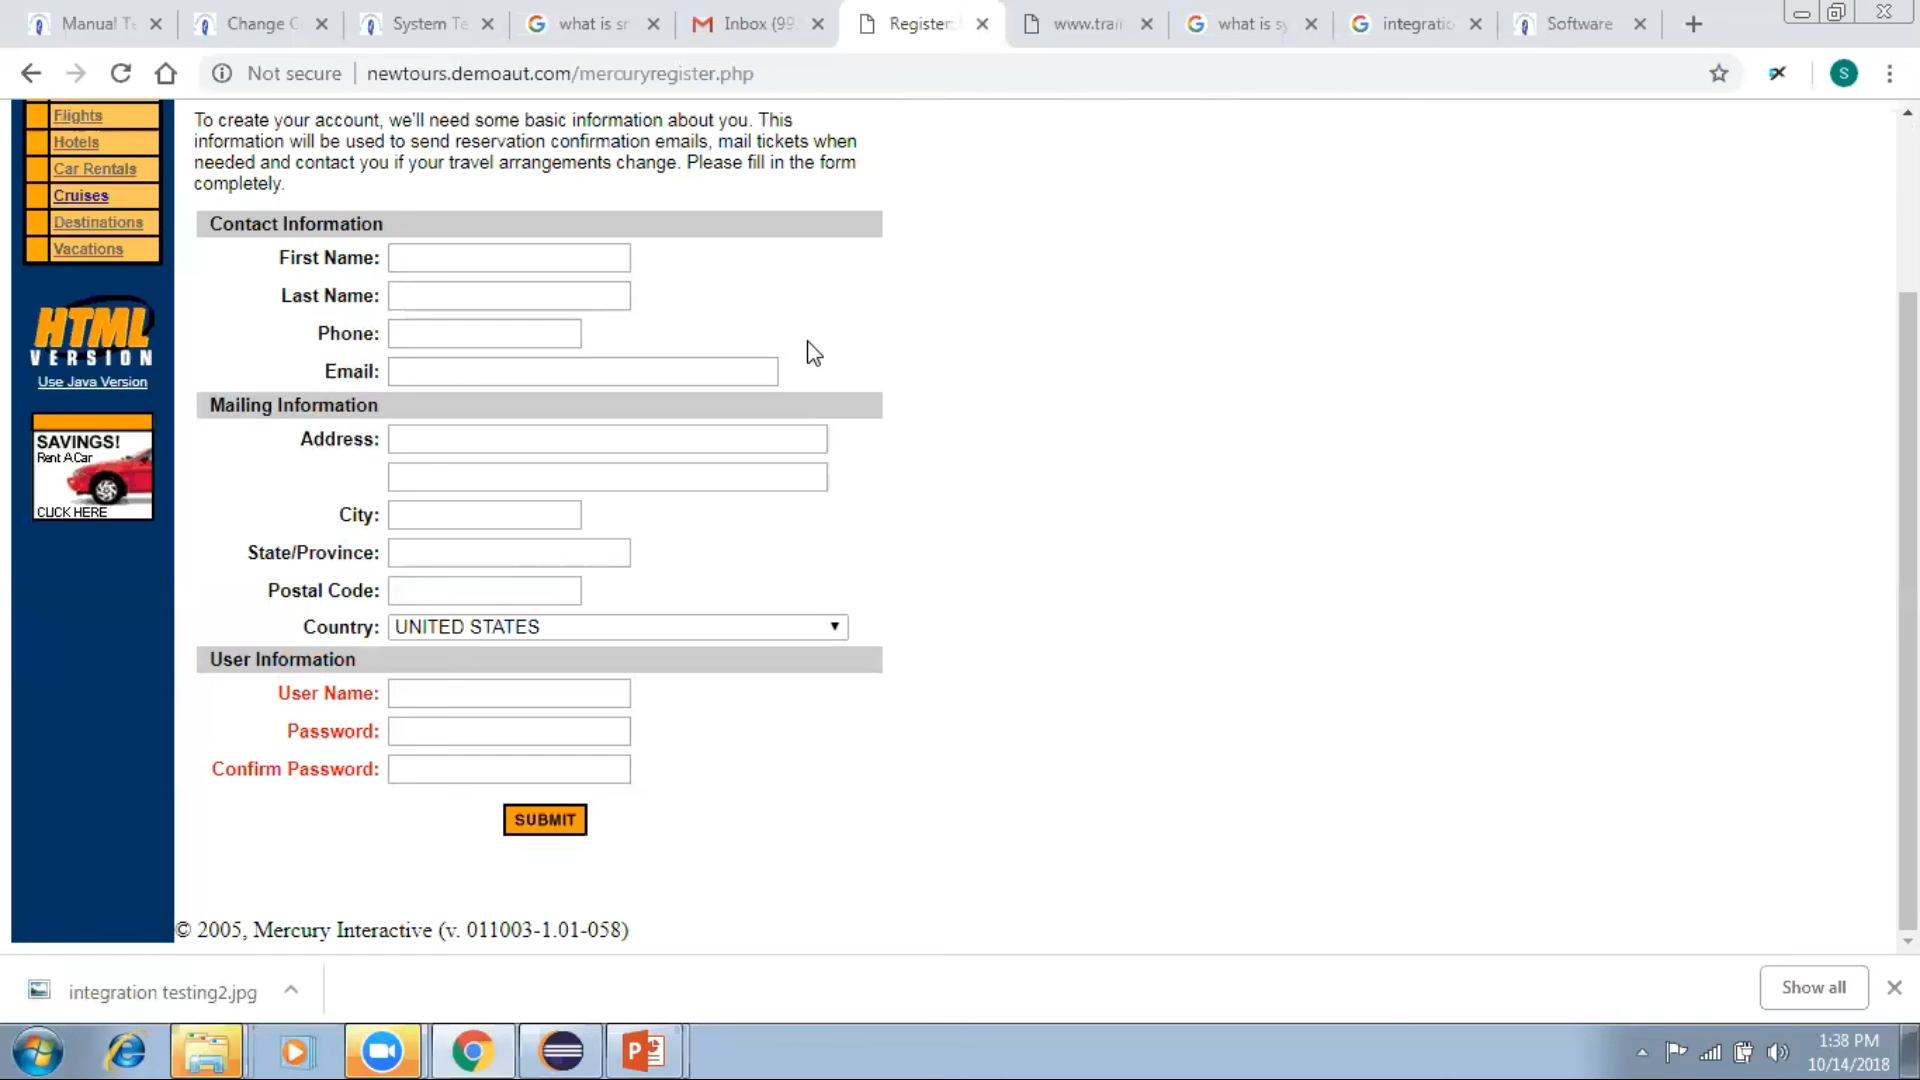 Manual Te
Change C
System Te
what is sr
Inbox (99
Register:
www.trai
what is sy
integratic
Software
Not secure
newtours.demoaut.com/mercuryregister.php
S
Flights
Hotels
Car Rentals
Cruises
Destinations
Vacations
HTML
VERSION
Use Java Version
SAVINGS!
Rent A Car
CLICK HERE
To create your account, we'll need some basic information about you. This
information will be used to send reservation confirmation emails, mail tickets when
needed and contact you if your travel arrangements change. Please fill in the form
completely.
Contact Information
First Name:
Last Name:
Phone:
Email:
Mailing Information
Address:
City:
State/Province:
Postal Code:
Country: UNITED STATES
User Information
User Name:
Password:
Confirm Password:
SUBMIT
© 2005, Mercury Interactive (v. 011003-1.01-058)
integration testing2.jpg
Show all
1:38 PM
10/14/2018